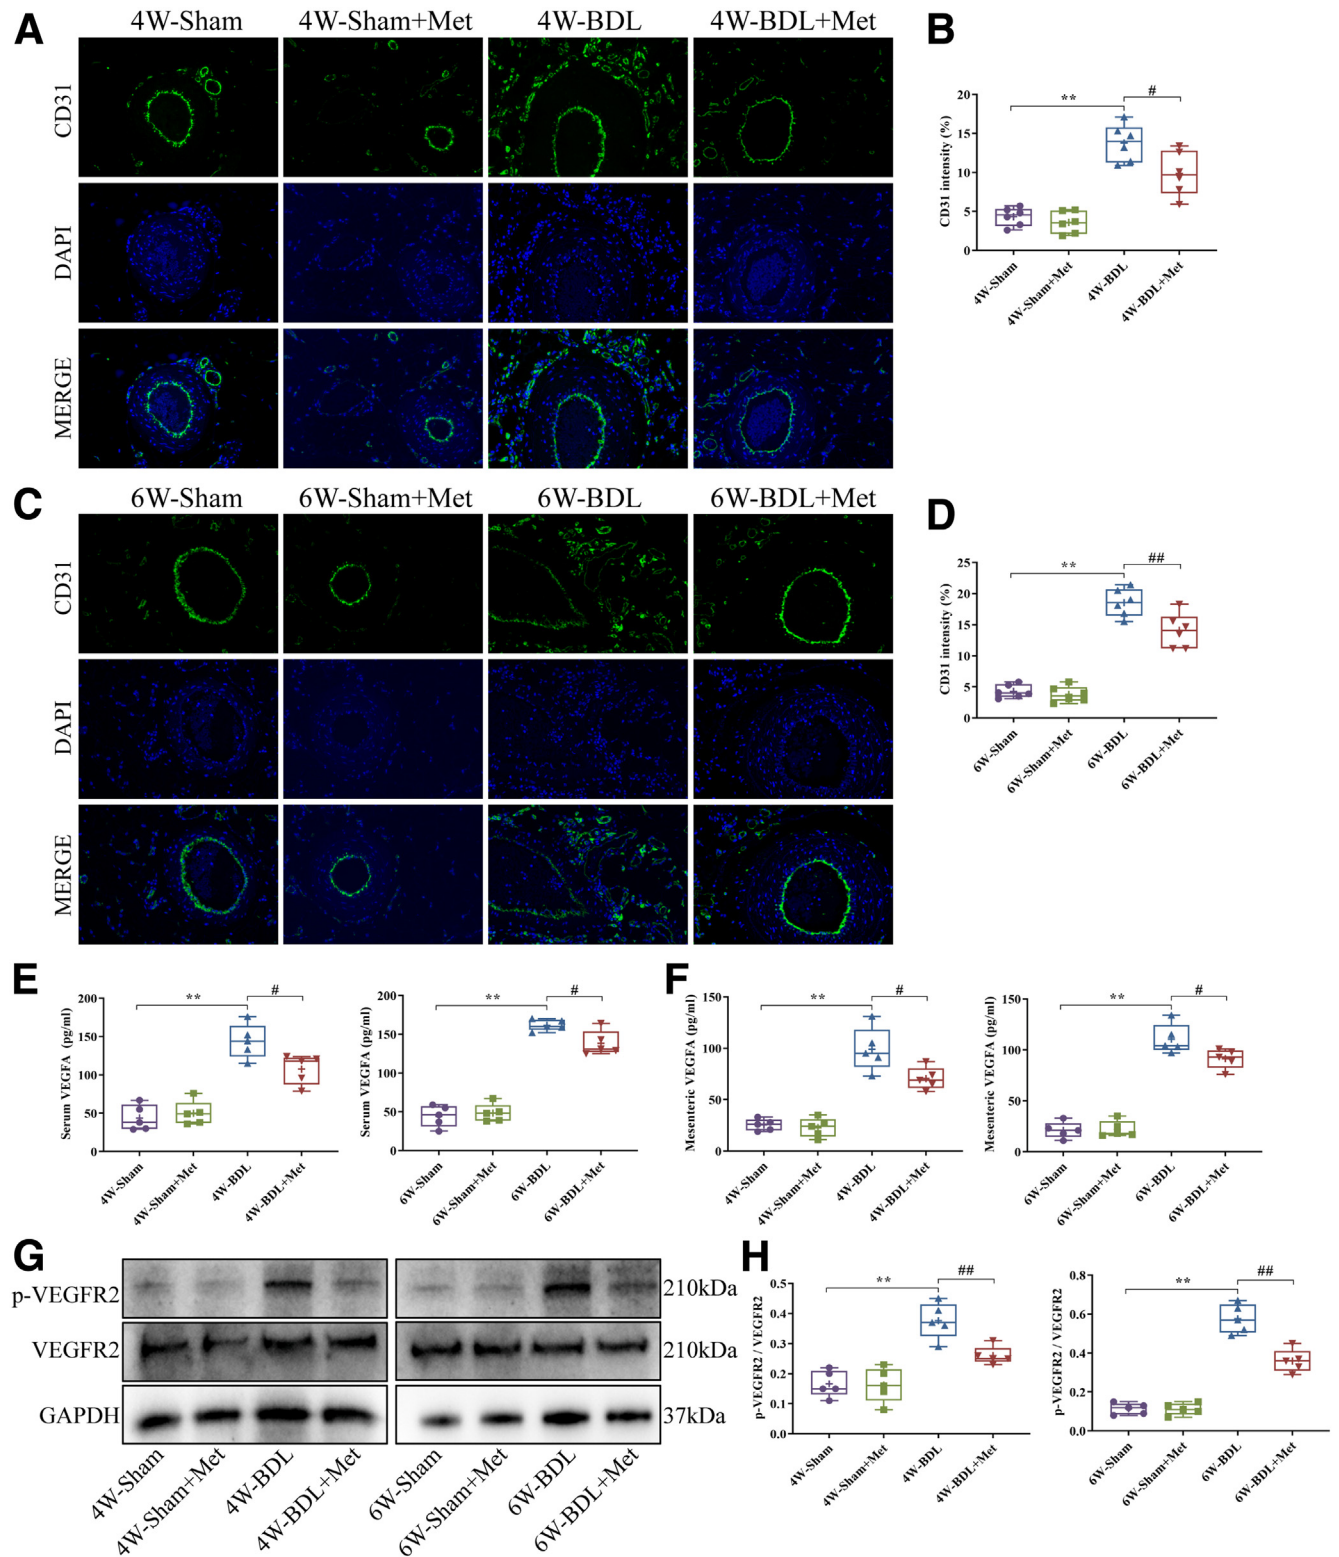 A
4W-Sham
4W-Sham+Met
4W-BDL
4W-BDL+Met
CD31
DAPI
MERGE
B
CD31 intensity (%)
20
15
10
5
0
**
#
4W-Sham
4W-Sham+Met
4W-BDL
4W-BDL+Met
C
6W-Sham
6W-Sham+Met
6W-BDL
6W-BDL+Met
CD31
DAPI
MERGE
D
CD31 intensity (%)
25
20
15
10
5
0
**
##
6W-Sham
6W-Sham+Met
6W-BDL
6W-BDL+Met
E
Serum VEGFA (pg/ml)
200
150
100
50
0
**
#
4W-Sham
4W-Sham+Met
4W-BDL
4W-BDL+Met
Serum VEGFA (pg/ml)
200
150
100
50
0
**
#
6W-Sham
6W-Sham+Met
6W-BDL
6W-BDL+Met
F
Mesenteric VEGFA (pg/ml)
150
100
50
0
**
#
4W-Sham
4W-Sham+Met
4W-BDL
4W-BDL+Met
Mesenteric VEGFA (pg/ml)
150
100
50
0
**
#
6W-Sham
6W-Sham+Met
6W-BDL
6W-BDL+Met
G
p-VEGFR2
210kDa
VEGFR2
210kDa
GAPDH
37kDa
4W-Sham
4W-Sham+Met
4W-BDL
4W-BDL+Met
6W-Sham
6W-Sham+Met
6W-BDL
6W-BDL+Met
H
p-VEGFR2 / VEGFR2
0.5
0.4
0.3
0.2
0.1
0.0
**
##
4W-Sham
4W-Sham+Met
4W-BDL
4W-BDL+Met
p-VEGFR2 / VEGFR2
0.8
0.6
0.4
0.2
0.0
**
##
6W-Sham
6W-Sham+Met
6W-BDL
6W-BDL+Met